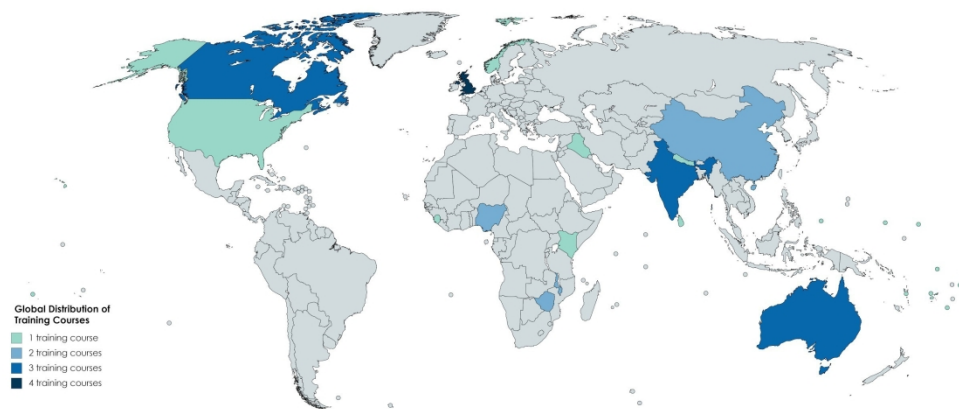 Global Distribution of
Training Courses
1 training course
2 training courses
3 training courses
4 training courses